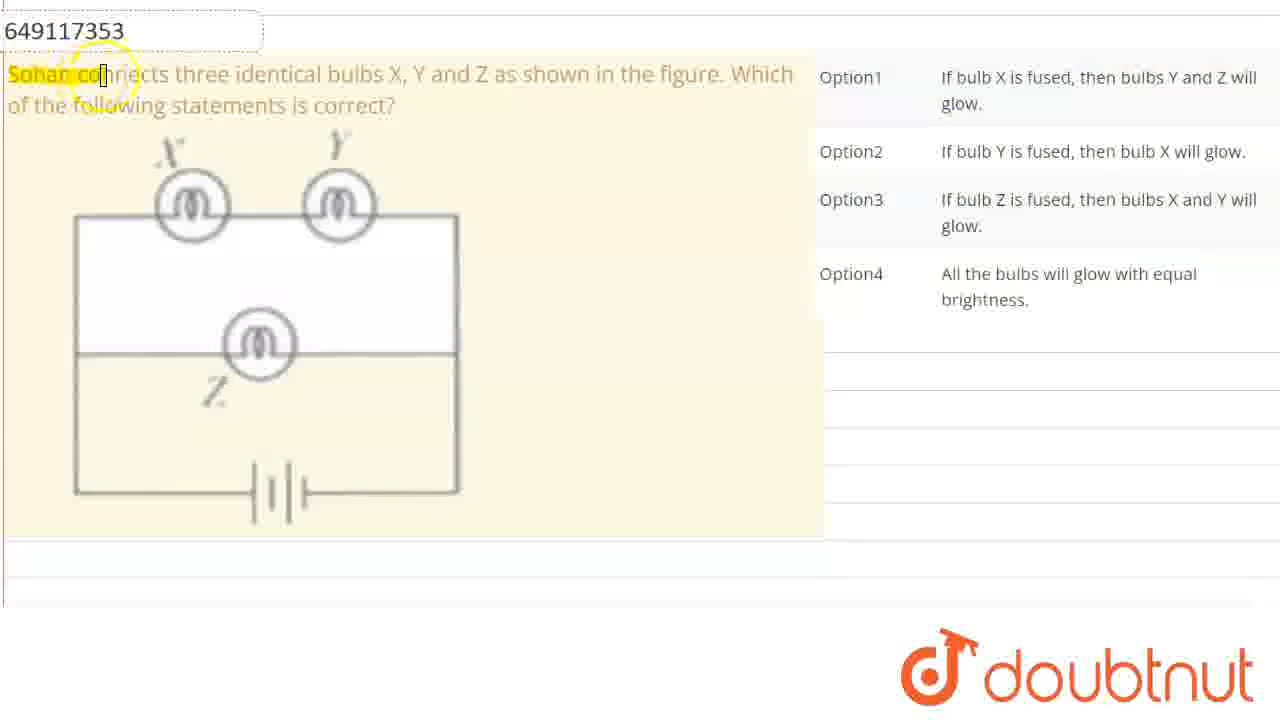 649117353
Sohan connects three identical bulbs X, Y and Z as shown in the figure. Which
of the following statements is correct?
X
Y
Z
Option1 If bulb X is fused, then bulbs Y and Z will
glow.
Option2 If bulb Y is fused, then bulb X will glow.
Option3 If bulb Z is fused, then bulbs X and Y will
glow.
Option4 All the bulbs will glow with equal
brightness.
doubtnut